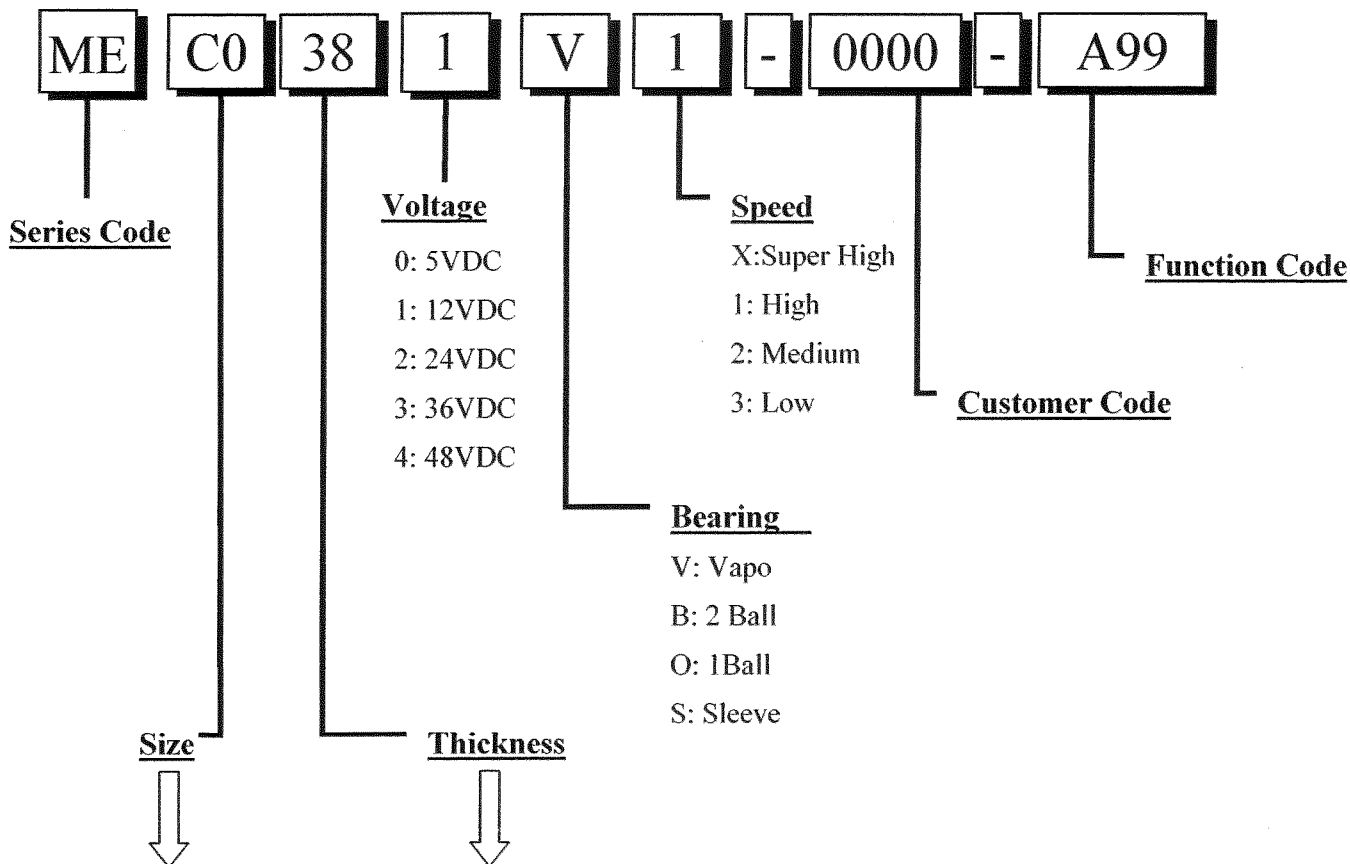 ME C0 38 1 V 1 - 0000 - A99
Series Code
Voltage
0: 5VDC
1: 12VDC
2: 24VDC
3: 36VDC
4: 48VDC
Speed
X:Super High
1: High
2: Medium
3: Low
Function Code
Customer Code
Bearing
V: Vapo
B: 2 Ball
O: 1Ball
S: Sleeve
Size
Thickness